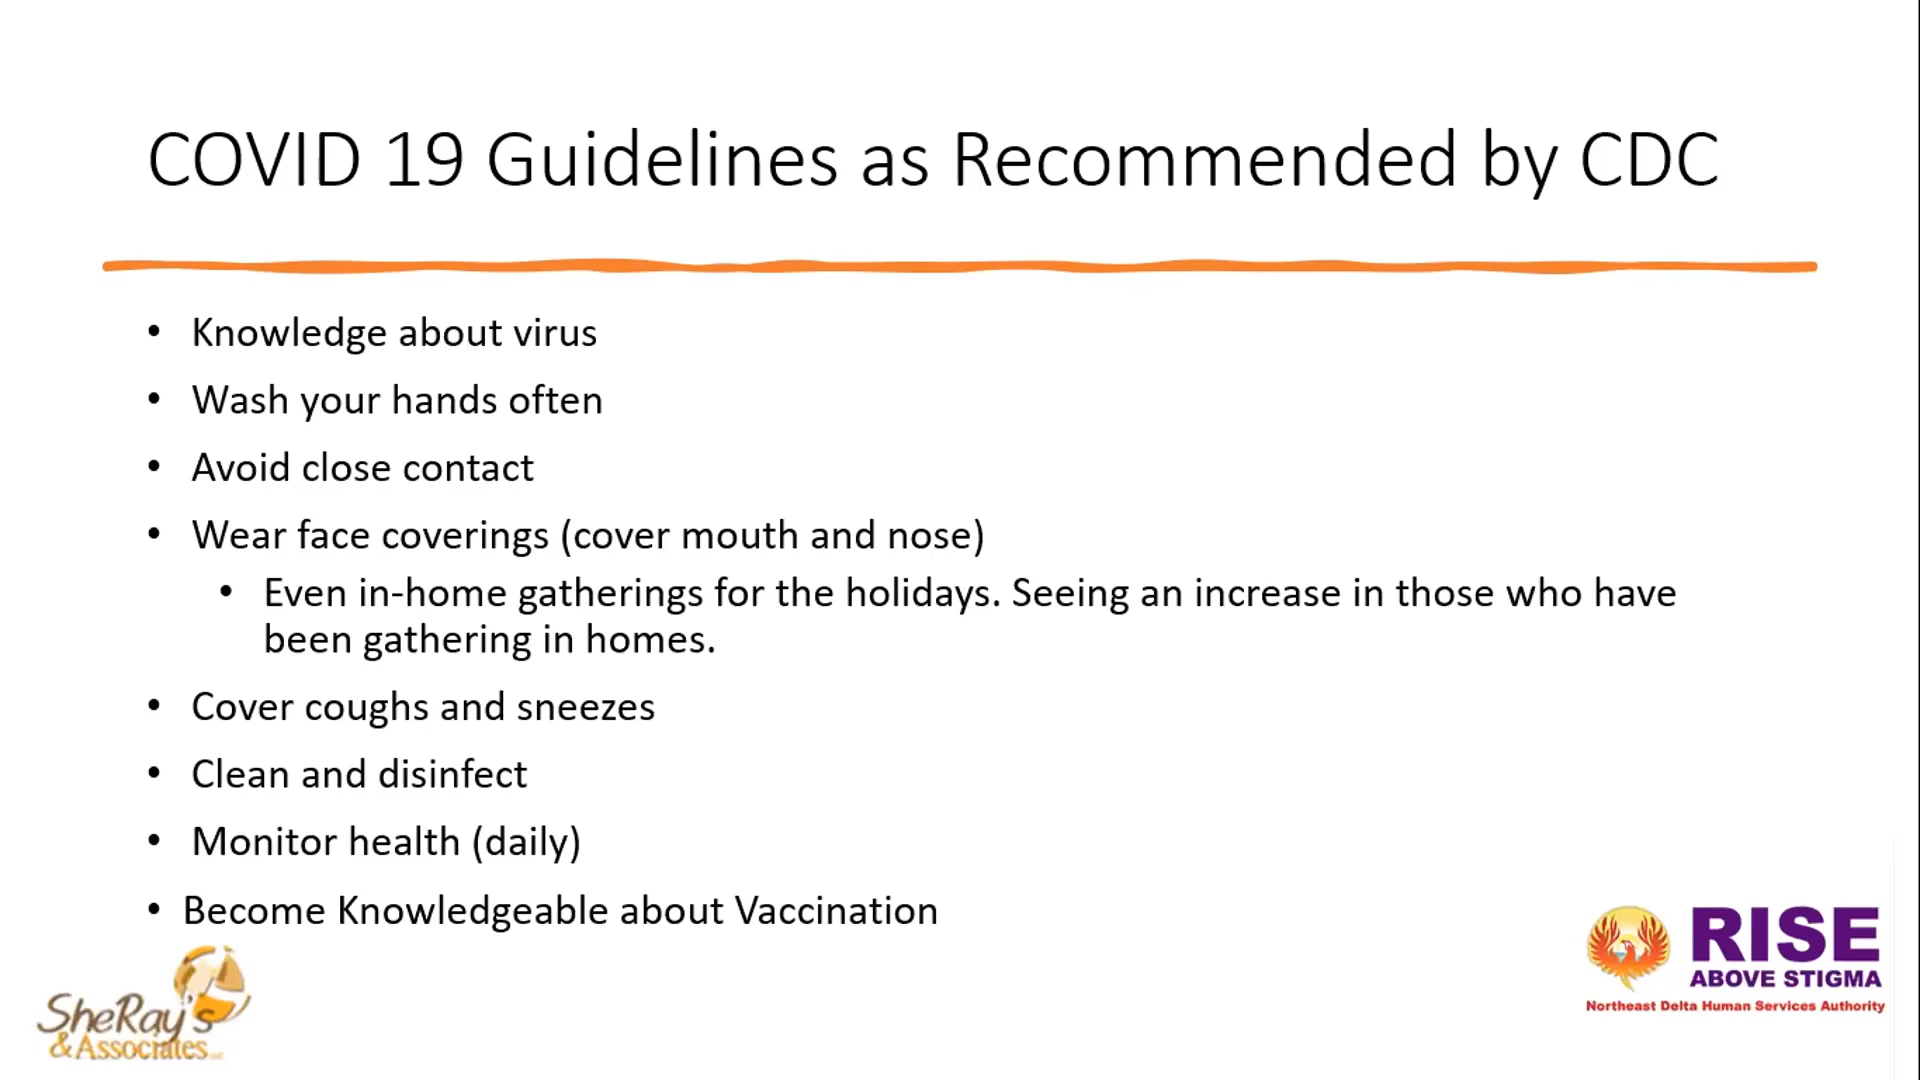 COVID 19 Guidelines as Recommended by CDC
• Knowledge about virus
• Wash your hands often
• Avoid close contact
• Wear face coverings (cover mouth and nose)
• Even in-home gatherings for the holidays. Seeing an increase in those who have
been gathering in homes.
• Cover coughs and sneezes
• Clean and disinfect
• Monitor health (daily)
• Become Knowledgeable about Vaccination
SheRay's
& Associates
RISE
ABOVE STIGMA
Northeast Delta Human Services Authority